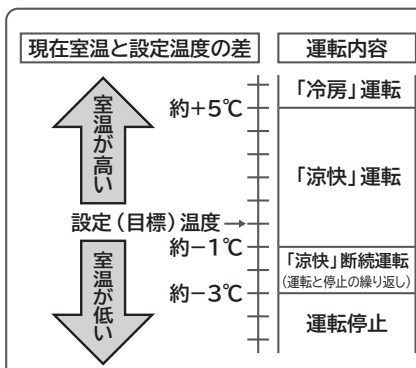 現在室温と設定温度の差
運転内容
室温が高い
「冷房」運転
約+5℃
「涼快」運転
設定(目標)温度→
約−1℃
「涼快」断続運転
(運転と停止の繰り返し)
室温が低い
約−3℃
運転停止